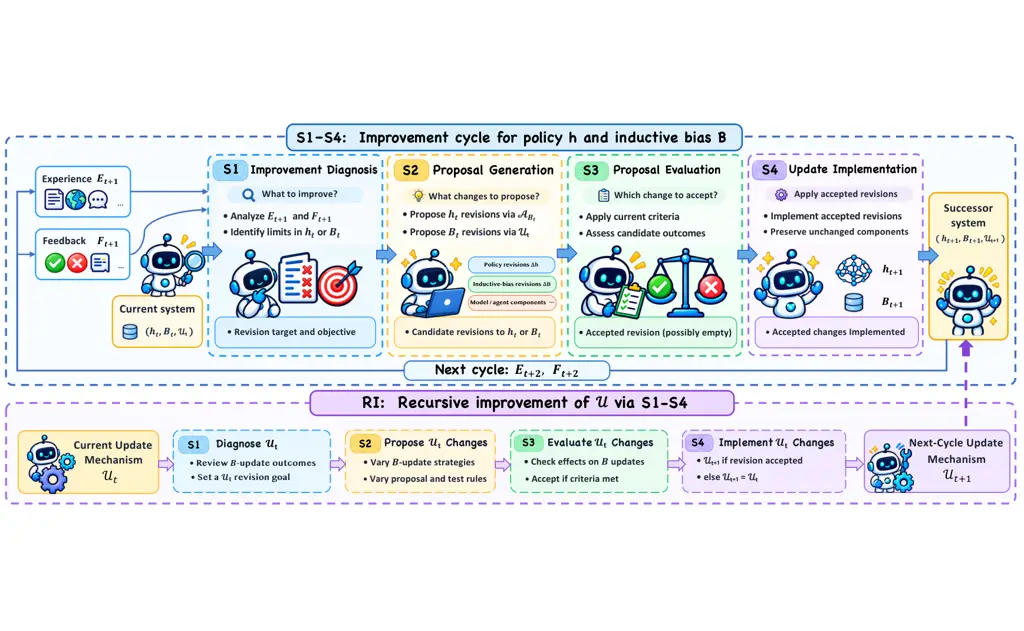 S1–S4: Improvement cycle for policy h and inductive bias B
Experience E_{t+1}
...
Feedback F_{t+1}
...
Current system
(h_t, B_t, 𝒰_t)
S1 Improvement Diagnosis
What to improve?
• Analyze E_{t+1} and F_{t+1}
• Identify limits in h_t or B_t
• Revision target and objective
S2 Proposal Generation
What changes to propose?
• Propose h_t revisions via 𝒜_{B_t}
• Propose B_t revisions via 𝒰_t
Policy revisions Δh
Inductive-bias revisions ΔB
Model / agent components ···
• Candidate revisions to h_t or B_t
S3 Proposal Evaluation
Which change to accept?
• Apply current criteria
• Assess candidate outcomes
• Accepted revision (possibly empty)
S4 Update Implementation
Apply accepted revisions
• Implement accepted revisions
• Preserve unchanged components
h_{t+1}
B_{t+1}
• Accepted changes Implemented
Successor
system
(h_{t+1}, B_{t+1}, 𝒰_{t+1})
Next cycle: E_{t+2}, F_{t+2}
RI: Recursive improvement of 𝒰 via S1–S4
Current Update
Mechanism
𝒰_t
S1 Diagnose 𝒰_t
• Review B-update outcomes
• Set a 𝒰_t revision goal
S2 Propose 𝒰_t Changes
• Vary B-update strategies
• Vary proposal and test rules
S3 Evaluate 𝒰_t Changes
• Check effects on B updates
• Accept if criteria met
S4 Implement 𝒰_t Changes
• 𝒰_{t+1} if revision accepted
• else 𝒰_{t+1} = 𝒰_t
Next-Cycle Update
Mechanism
𝒰_{t+1}